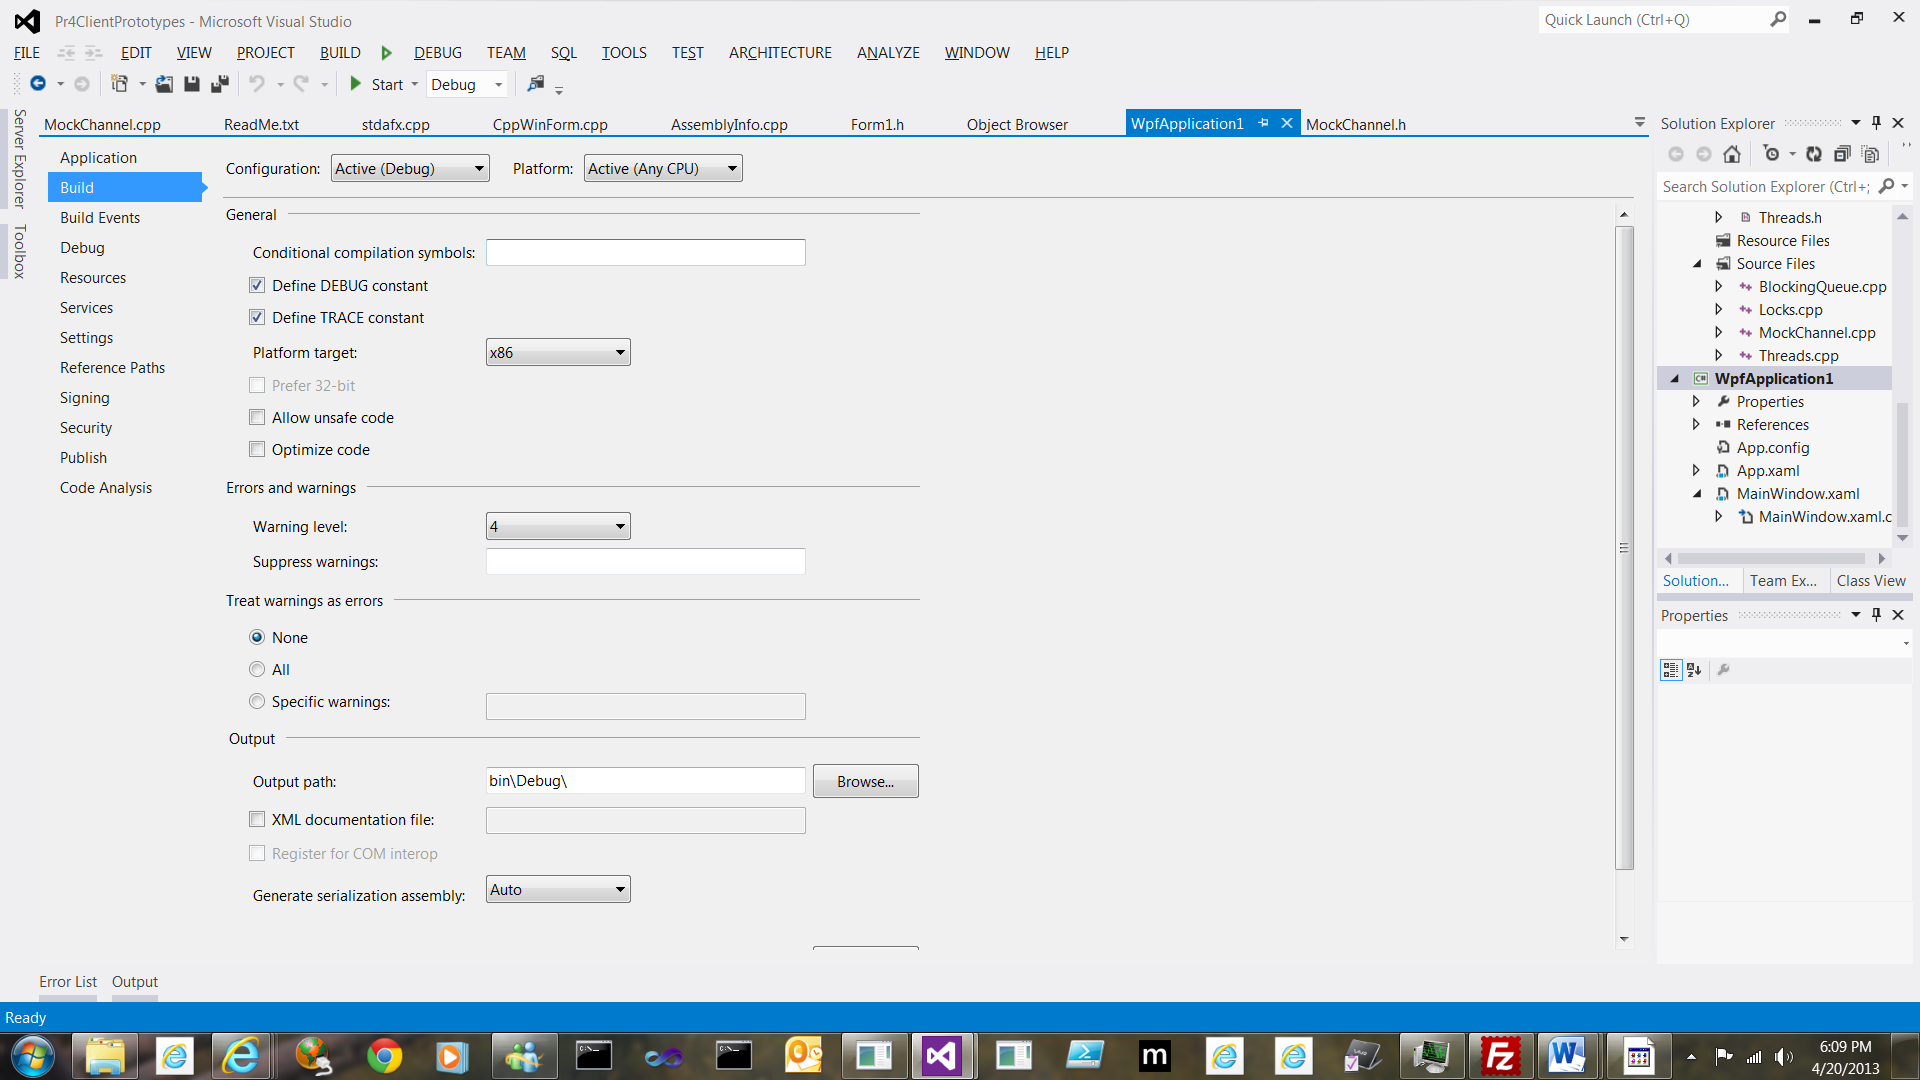 Pr4ClientPrototypes - Microsoft Visual Studio
Quick Launch (Ctrl+Q)
FILE EDIT VIEW PROJECT BUILD DEBUG TEAM SQL TOOLS TEST ARCHITECTURE ANALYZE WINDOW HELP
Start Debug
Server Explorer
Toolbox
MockChannel.cpp ReadMe.txt stdafx.cpp CppWinForm.cpp AssemblyInfo.cpp Form1.h Object Browser WpfApplication1 MockChannel.h
Application
Build
Build Events
Debug
Resources
Services
Settings
Reference Paths
Signing
Security
Publish
Code Analysis
Configuration: Active (Debug) Platform: Active (Any CPU)
General
Conditional compilation symbols:
Define DEBUG constant
Define TRACE constant
Platform target: x86
Prefer 32-bit
Allow unsafe code
Optimize code
Errors and warnings
Warning level: 4
Suppress warnings:
Treat warnings as errors
None
All
Specific warnings:
Output
Output path: bin\Debug\ Browse...
XML documentation file:
Register for COM interop
Generate serialization assembly: Auto
Solution Explorer
Search Solution Explorer (Ctrl+;
Threads.h
Resource Files
Source Files
BlockingQueue.cpp
Locks.cpp
MockChannel.cpp
Threads.cpp
C# WpfApplication1
Properties
References
App.config
App.xaml
MainWindow.xaml
MainWindow.xaml.c
Solution... Team Ex... Class View
Properties
Error List Output
Ready
6:09 PM
4/20/2013